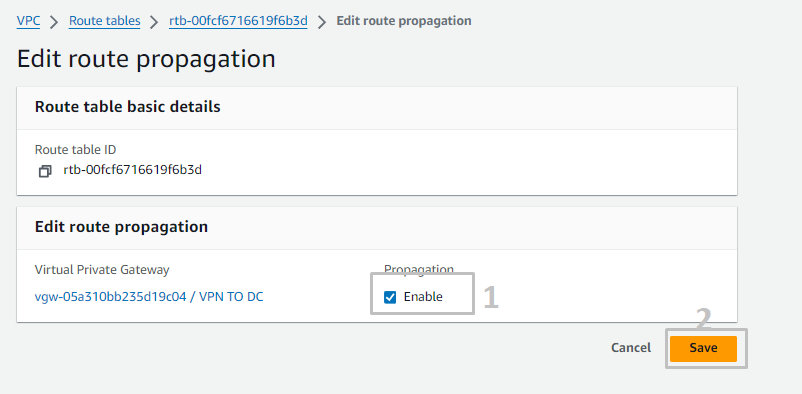 VPC > Route tables > rtb-00fcf6716619f6b3d > Edit route propagation
Edit route propagation
Route table basic details
Route table ID
rtb-00fcf6716619f6b3d
Edit route propagation
Virtual Private Gateway Propagation
vgw-05a310bb235d19c04 / VPN TO DC Enable 1
2
Cancel Save